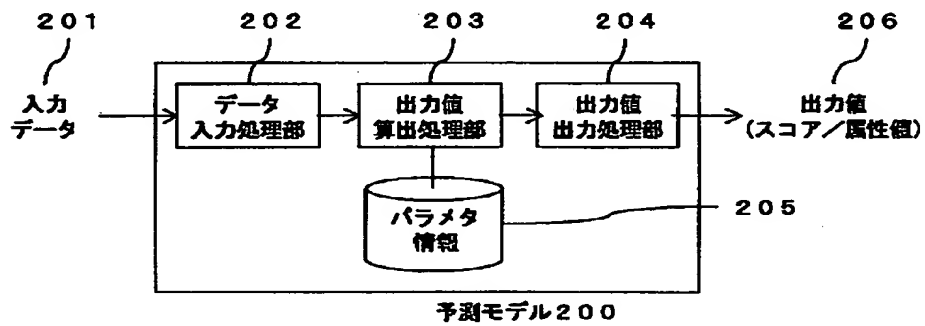 ２０１
２０２
２０３
２０４
２０６
入力
データ
データ
入力処理部
出力値
算出処理部
出力値
出力処理部
出力値
(スコア／属性値)
パラメタ
情報
２０５
予測モデル２００